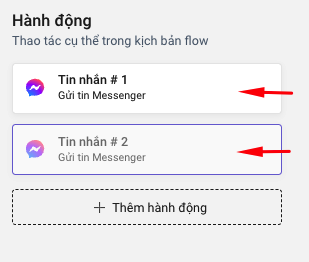 Hành động
Thao tác cụ thể trong kịch bản flow
Tin nhắn # 1
Gửi tin Messenger
Tin nhắn # 2
Gửi tin Messenger
+ Thêm hành động